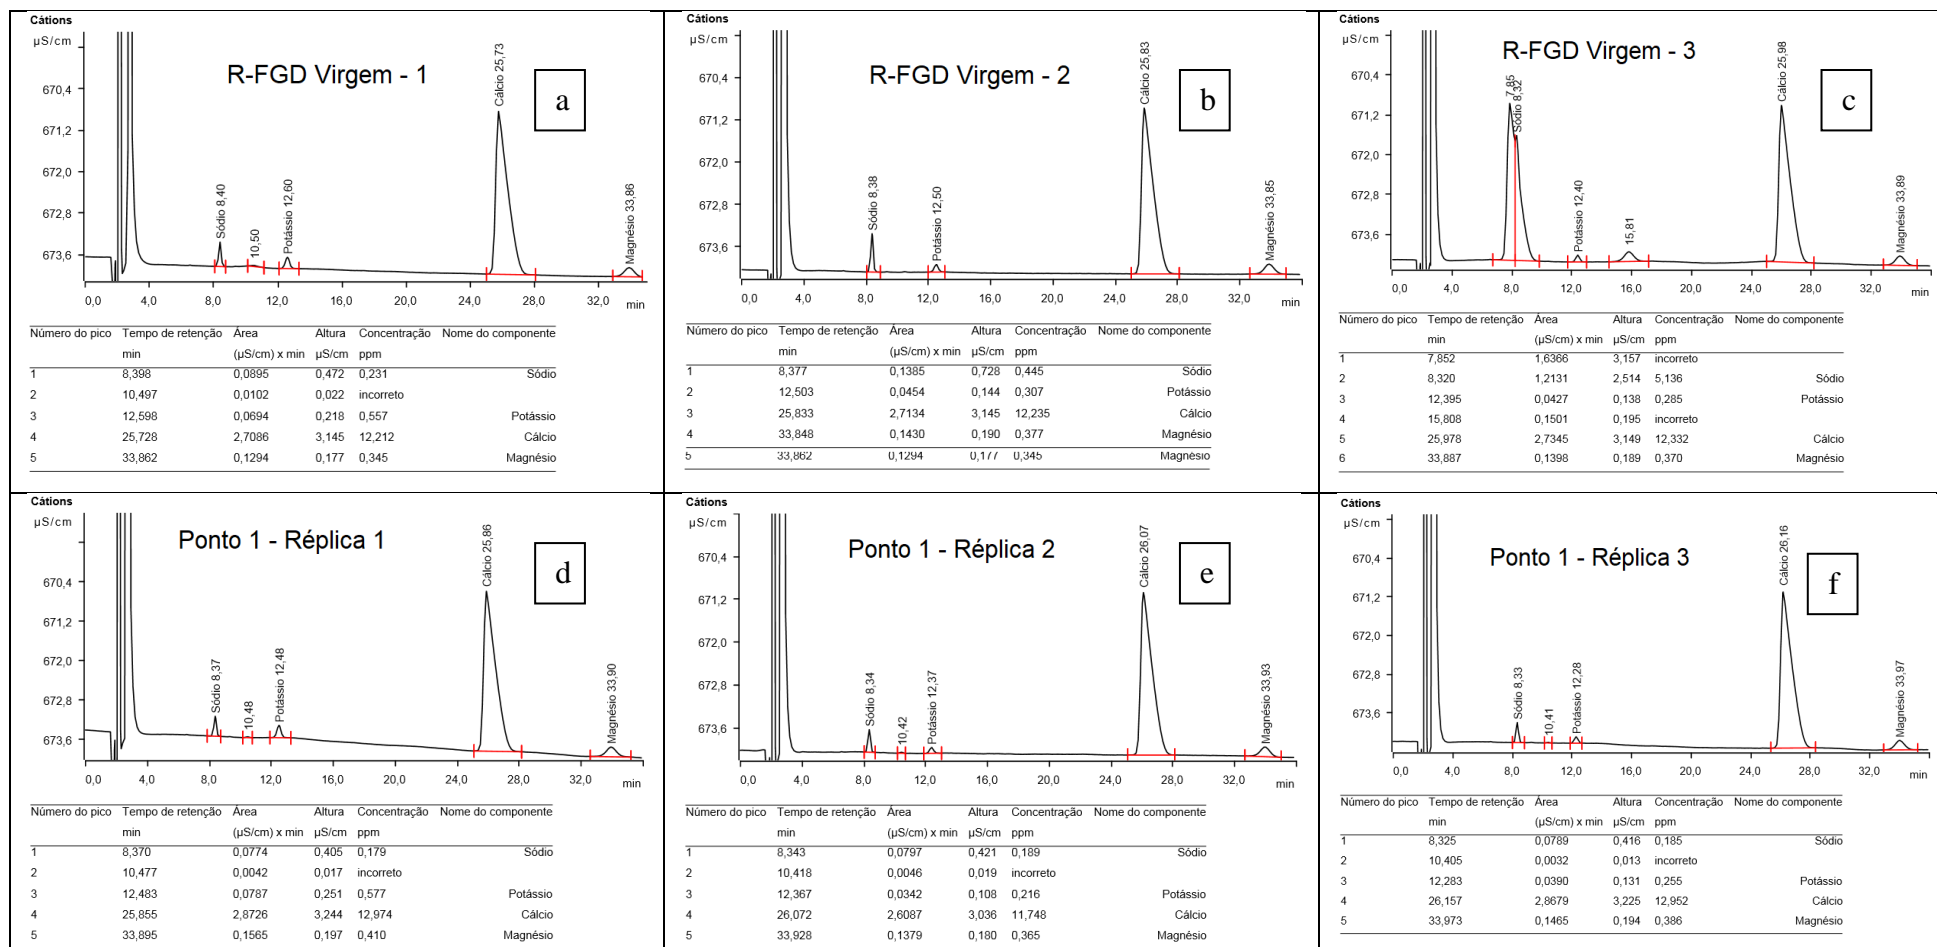 Cátions
µS/cm
R-FGD Virgem - 1
a
670,4
671,2
672,0
672,8
673,6
Sódio 8,40
10,50
Potássio 12,60
Cálcio 25,73
Magnésio 33,86
0,0 4,0 8,0 12,0 16,0 20,0 24,0 28,0 32,0
min
Número do pico Tempo de retenção Área Altura Concentração Nome do componente
min (µS/cm) x min µS/cm ppm
1 8,398 0,0895 0,472 0,231 Sódio
2 10,497 0,0102 0,022 incorreto
3 12,598 0,0694 0,218 0,557 Potássio
4 25,728 2,7086 3,145 12,212 Cálcio
5 33,862 0,1294 0,177 0,345 Magnésio
Cátions
µS/cm
R-FGD Virgem - 2
b
670,4
671,2
672,0
672,8
673,6
Sódio 8,38
Potássio 12,50
Cálcio 25,83
Magnésio 33,85
0,0 4,0 8,0 12,0 16,0 20,0 24,0 28,0 32,0
min
Número do pico Tempo de retenção Área Altura Concentração Nome do componente
min (µS/cm) x min µS/cm ppm
1 8,377 0,1385 0,728 0,445 Sódio
2 12,503 0,0454 0,144 0,307 Potássio
3 25,833 2,7134 3,145 12,235 Cálcio
4 33,848 0,1430 0,190 0,377 Magnésio
5 33,862 0,1294 0,177 0,345 Magnésio
Cátions
µS/cm
R-FGD Virgem - 3
c
670,4
671,2
672,0
672,8
673,6
7,85
Sódio 8,32
Potássio 12,40
15,81
Cálcio 25,98
Magnésio 33,89
0,0 4,0 8,0 12,0 16,0 20,0 24,0 28,0 32,0
min
Número do pico Tempo de retenção Área Altura Concentração Nome do componente
min (µS/cm) x min µS/cm ppm
1 7,852 1,6366 3,157 incorreto
2 8,320 1,2131 2,514 5,136 Sódio
3 12,395 0,0427 0,138 0,285 Potássio
4 15,808 0,1501 0,195 incorreto
5 25,978 2,7345 3,149 12,332 Cálcio
6 33,887 0,1398 0,189 0,370 Magnésio
Cátions
µS/cm
Ponto 1 - Réplica 1
d
670,4
671,2
672,0
672,8
673,6
Sódio 8,37
10,48
Potássio 12,48
Cálcio 25,86
Magnésio 33,90
0,0 4,0 8,0 12,0 16,0 20,0 24,0 28,0 32,0
min
Número do pico Tempo de retenção Área Altura Concentração Nome do componente
min (µS/cm) x min µS/cm ppm
1 8,370 0,0774 0,405 0,179 Sódio
2 10,477 0,0042 0,017 incorreto
3 12,483 0,0787 0,251 0,577 Potássio
4 25,855 2,8726 3,244 12,974 Cálcio
5 33,895 0,1565 0,197 0,410 Magnésio
Cátions
µS/cm
Ponto 1 - Réplica 2
e
670,4
671,2
672,0
672,8
673,6
Sódio 8,34
10,42
Potássio 12,37
Cálcio 26,07
Magnésio 33,93
0,0 4,0 8,0 12,0 16,0 20,0 24,0 28,0 32,0
min
Número do pico Tempo de retenção Área Altura Concentração Nome do componente
min (µS/cm) x min µS/cm ppm
1 8,343 0,0797 0,421 0,189 Sódio
2 10,418 0,0046 0,019 incorreto
3 12,367 0,0342 0,108 0,216 Potássio
4 26,072 2,6087 3,036 11,748 Cálcio
5 33,928 0,1379 0,180 0,365 Magnésio
Cátions
µS/cm
Ponto 1 - Réplica 3
f
670,4
671,2
672,0
672,8
673,6
Sódio 8,33
10,41
Potássio 12,28
Cálcio 26,16
Magnésio 33,97
0,0 4,0 8,0 12,0 16,0 20,0 24,0 28,0 32,0
min
Número do pico Tempo de retenção Área Altura Concentração Nome do componente
min (µS/cm) x min µS/cm ppm
1 8,325 0,0789 0,416 0,185 Sódio
2 10,405 0,0032 0,013 incorreto
3 12,283 0,0390 0,131 0,255 Potássio
4 26,157 2,8679 3,225 12,952 Cálcio
5 33,973 0,1465 0,194 0,386 Magnésio